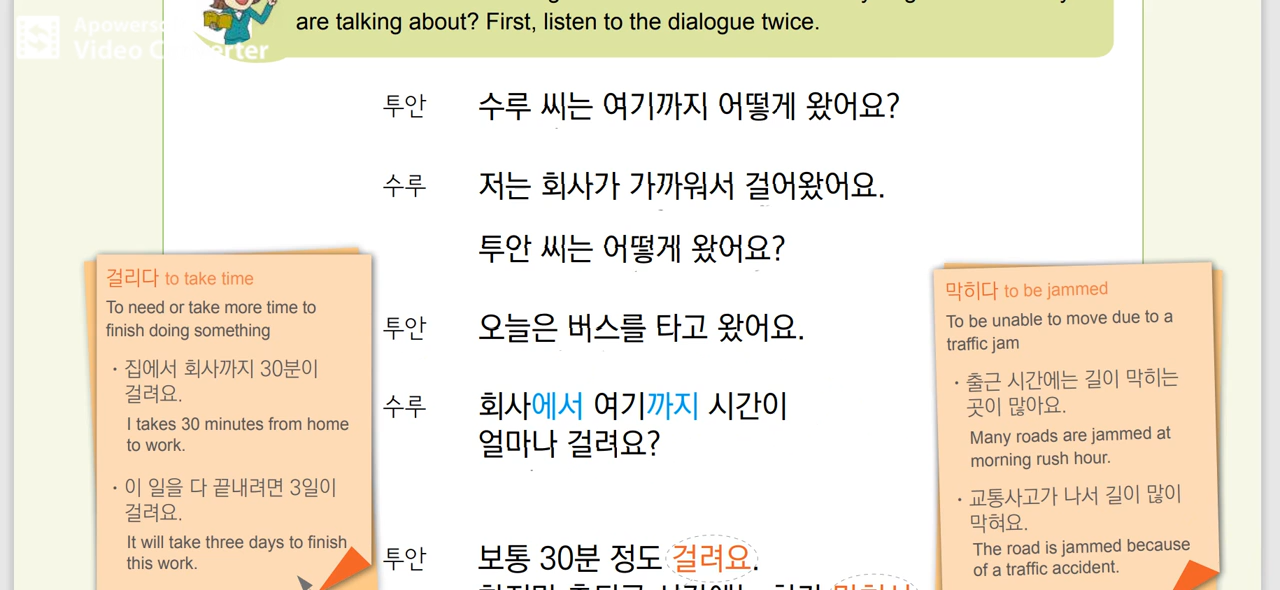 Apowerso
Video Co erter
are talking about? First, listen to the dialogue twice.
투안 수루 씨는 여기까지 어떻게 왔어요?
수루 저는 회사가 가까워서 걸어왔어요.
투안 씨는 어떻게 왔어요?
투안 오늘은 버스를 타고 왔어요.
수루 회사에서 여기까지 시간이
얼마나 걸려요?
투안 보통 30분 정도 걸려요.
걸리다 to take time
To need or take more time to
finish doing something
· 집에서 회사까지 30분이
걸려요.
I takes 30 minutes from home
to work.
· 이 일을 다 끝내려면 3일이
걸려요.
It will take three days to finish
this work.
막히다 to be jammed
To be unable to move due to a
traffic jam
· 출근 시간에는 길이 막히는
곳이 많아요.
Many roads are jammed at
morning rush hour.
· 교통사고가 나서 길이 많이
막혀요.
The road is jammed because
of a traffic accident.